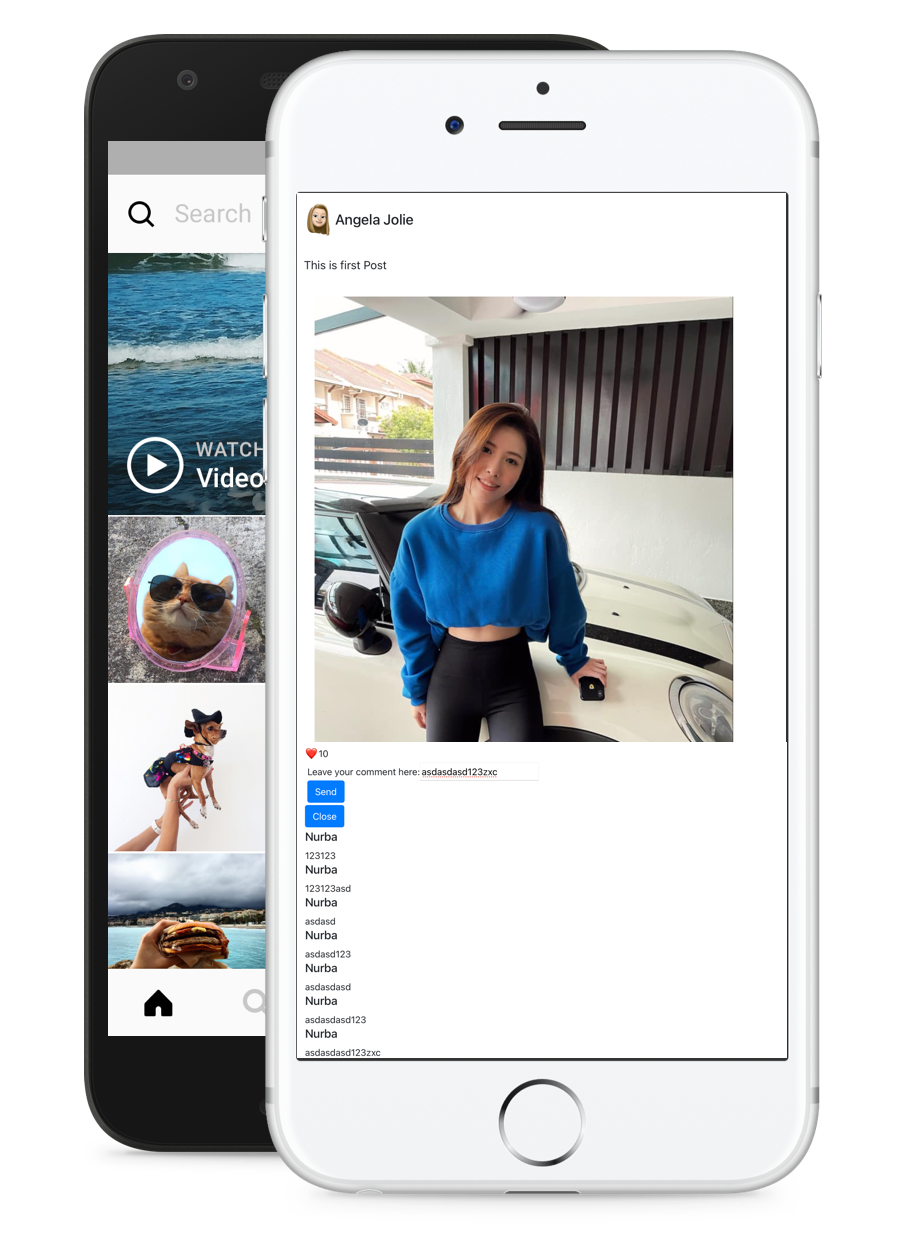 Search
WATCH
Video
Angela Jolie
This is first Post
❤️10
Leave your comment here: asdasdasd123zxc
Send
Close
Nurba
123123
Nurba
123123asd
Nurba
asdasd
Nurba
asdasd123
Nurba
asdasdasd
Nurba
asdasdasd123
Nurba
asdasdasd123zxc